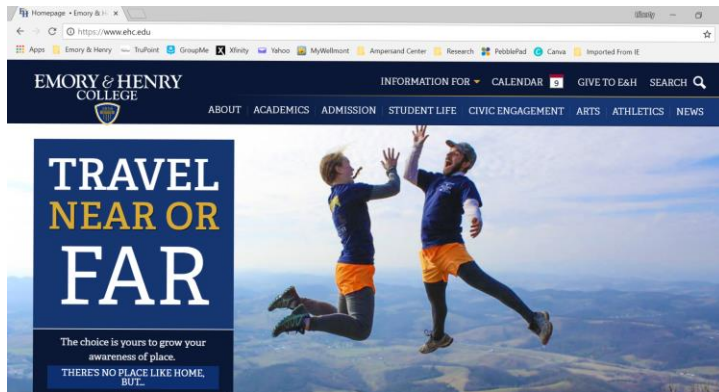 Homepage • Emory & H
https://www.ehc.edu
Apps Emory & Henry TruPoint GroupMe Xfinity Yahoo MyWellmont Ampersand Center Research PebblePad Canva Imported From IE
EMORY & HENRY
COLLEGE
INFORMATION FOR CALENDAR 9 GIVE TO E&H SEARCH
ABOUT ACADEMICS ADMISSION STUDENT LIFE CIVIC ENGAGEMENT ARTS ATHLETICS NEWS
TRAVEL
NEAR OR
FAR
The choice is yours to grow your
awareness of place.
THERE'S NO PLACE LIKE HOME,
BUT...